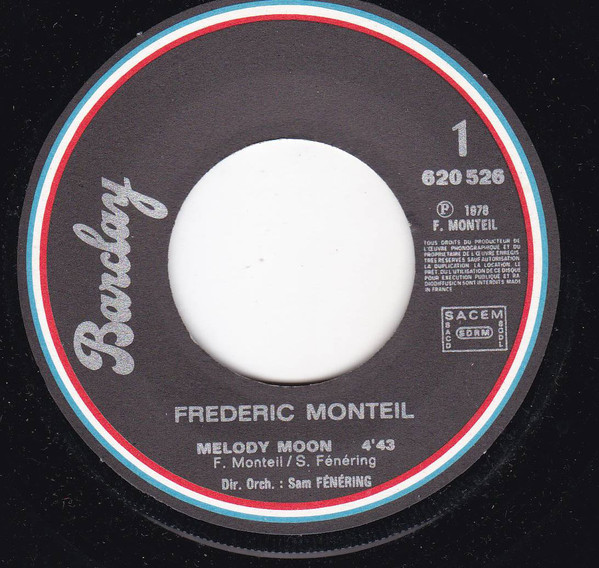 Barclay
1
620 526
Ⓟ 1978
F. MONTEIL
TOUS DROITS DU PRODUCTEUR DE
L'ŒUVRE PHONOGRAPHIQUE ET DU
PROPRIETAIRE DE L'ŒUVRE ENREGIS-
TREE RESERVES SAUF AUTORISATION
LA DUPLICATION, LA LOCATION, LE
PRET, OU L'UTILISATION DE CE DISQUE
POUR EXECUTION PUBLIQUE ET RA-
DIODIFFUSION SONT INTERDITS MADE
IN FRANCE
SACEM
SACD SDRM SGDL
FREDERIC MONTEIL
MELODY MOON 4'43
F. Monteil / S. Fénéring
Dir. Orch. : Sam FÉNÉRING